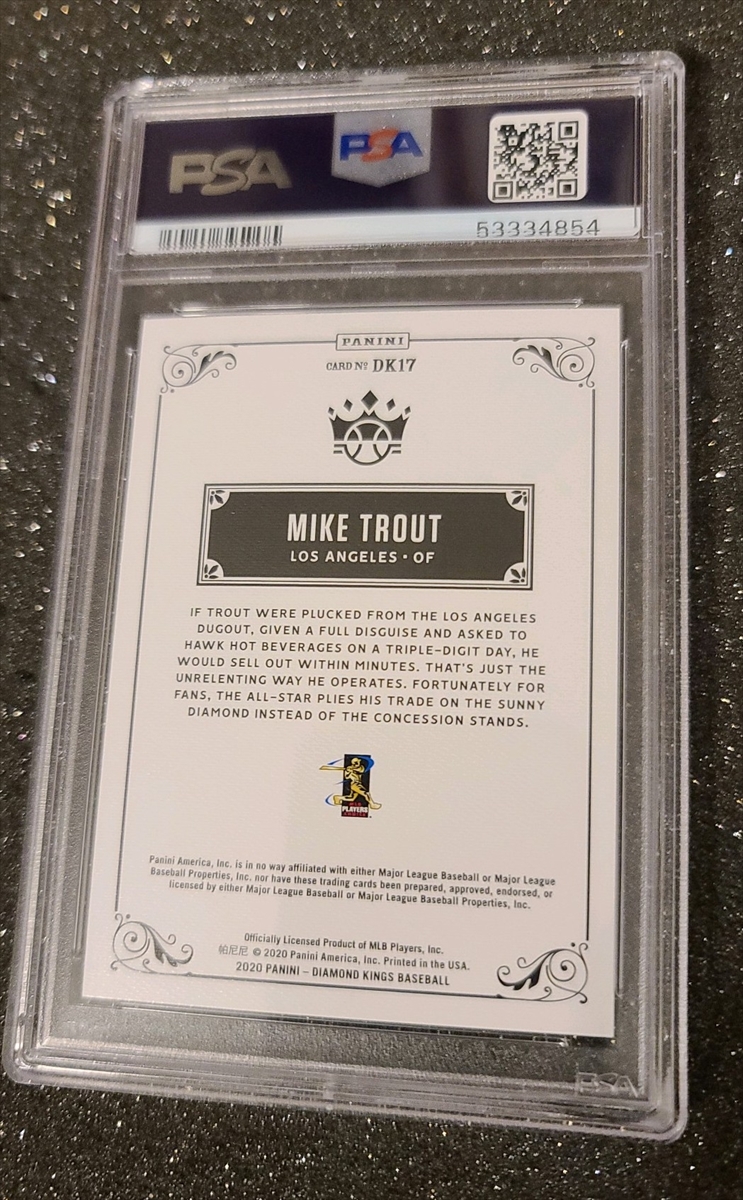 PSA
PSA
53334854
PANINI
CARD Nº DK17
MIKE TROUT
LOS ANGELES • OF
IF TROUT WERE PLUCKED FROM THE LOS ANGELES
DUGOUT, GIVEN A FULL DISGUISE AND ASKED TO
HAWK HOT BEVERAGES ON A TRIPLE-DIGIT DAY, HE
WOULD SELL OUT WITHIN MINUTES. THAT'S JUST THE
UNRELENTING WAY HE OPERATES. FORTUNATELY FOR
FANS, THE ALL-STAR PLIES HIS TRADE ON THE SUNNY
DIAMOND INSTEAD OF THE CONCESSION STANDS.
PLAYERS
Panini America, Inc. is in no way affiliated with either Major League Baseball or Major League
Baseball Properties, Inc. nor have these trading cards been prepared, approved, endorsed, or
licensed by either Major League Baseball or Major League Baseball Properties, Inc.
Officially Licensed Product of MLB Players, Inc.
帕尼尼 © 2020 Panini America, Inc. Printed in the USA.
2020 PANINI – DIAMOND KINGS BASEBALL
PSA